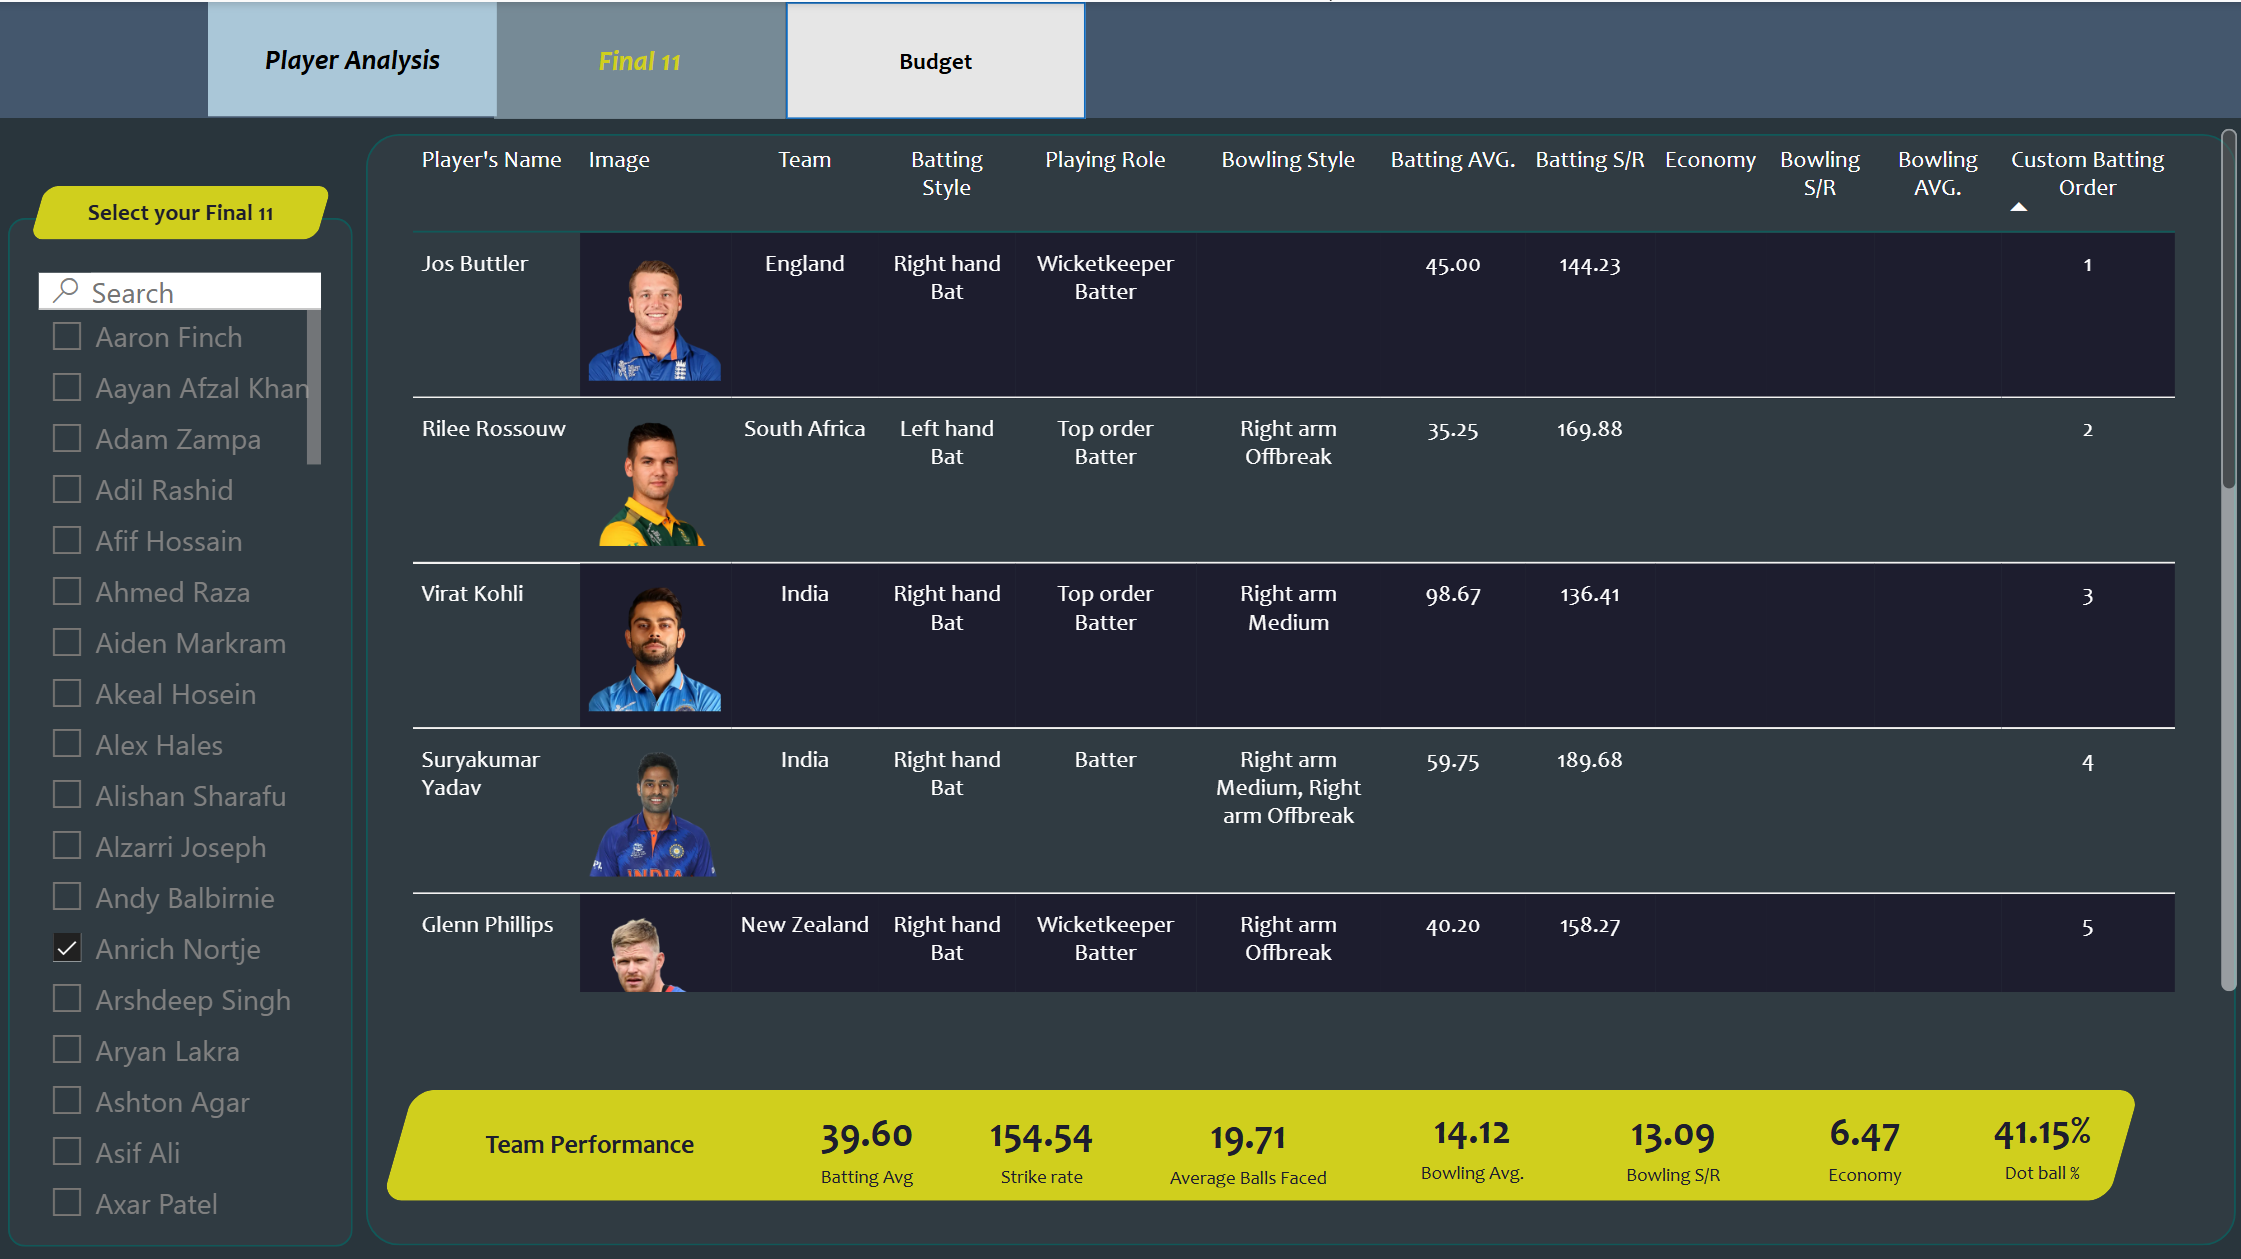 Player Analysis
Final 11
Budget
Select your Final 11
Search
Aaron Finch
Aayan Afzal Khan
Adam Zampa
Adil Rashid
Afif Hossain
Ahmed Raza
Aiden Markram
Akeal Hosein
Alex Hales
Alishan Sharafu
Alzarri Joseph
Andy Balbirnie
Anrich Nortje
Arshdeep Singh
Aryan Lakra
Ashton Agar
Asif Ali
Axar Patel
Player's Name Image Team Batting Playing Role Bowling Style Batting AVG. Batting S/R Economy Bowling Bowling Custom Batting
Style S/R AVG. Order
Jos Buttler England Right hand Wicketkeeper 45.00 144.23 1
Bat Batter
Rilee Rossouw South Africa Left hand Top order Right arm 35.25 169.88 2
Bat Batter Offbreak
Virat Kohli India Right hand Top order Right arm 98.67 136.41 3
Bat Batter Medium
Suryakumar India Right hand Batter Right arm 59.75 189.68 4
Yadav Bat Medium, Right
arm Offbreak
INDIA
Glenn Phillips New Zealand Right hand Wicketkeeper Right arm 40.20 158.27 5
Bat Batter Offbreak
Team Performance 39.60 154.54 19.71 14.12 13.09 6.47 41.15%
Batting Avg Strike rate Average Balls Faced Bowling Avg. Bowling S/R Economy Dot ball %